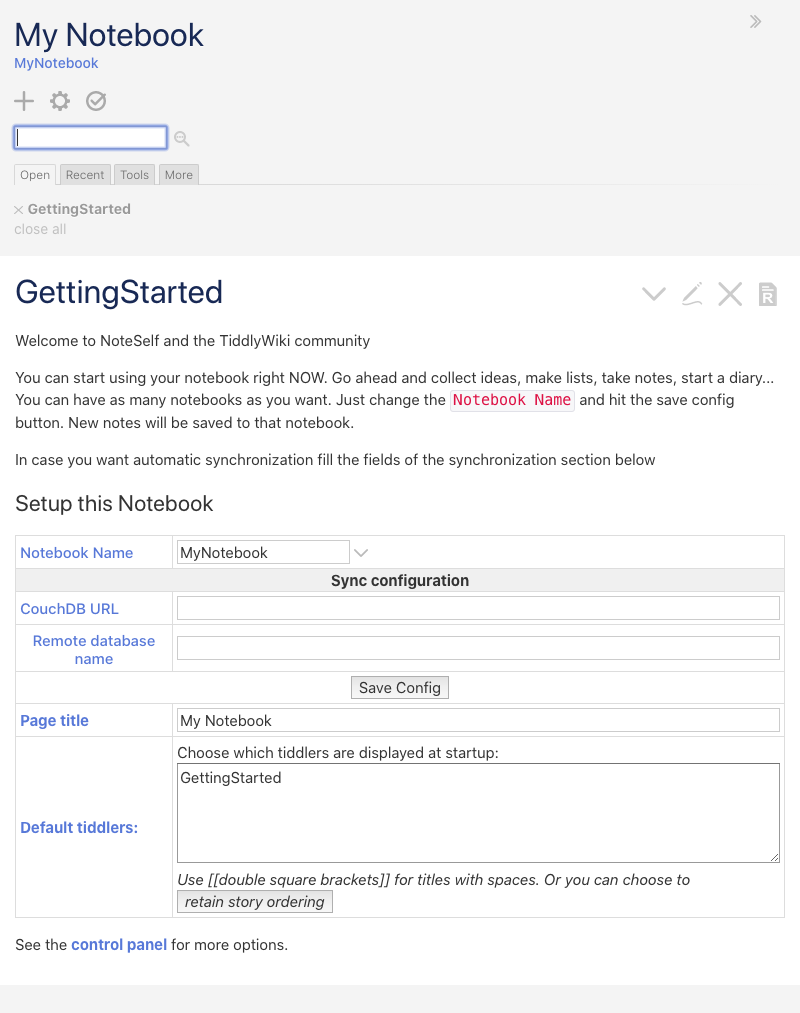 My Notebook
MyNotebook
Open Recent Tools More
× GettingStarted
close all
GettingStarted
Welcome to NoteSelf and the TiddlyWiki community
You can start using your notebook right NOW. Go ahead and collect ideas, make lists, take notes, start a diary...
You can have as many notebooks as you want. Just change the Notebook Name and hit the save config
button. New notes will be saved to that notebook.
In case you want automatic synchronization fill the fields of the synchronization section below
Setup this Notebook
Notebook Name MyNotebook
Sync configuration
CouchDB URL
Remote database
name
Save Config
Page title My Notebook
Choose which tiddlers are displayed at startup:
GettingStarted
Default tiddlers:
Use [[double square brackets]] for titles with spaces. Or you can choose to
retain story ordering
See the control panel for more options.